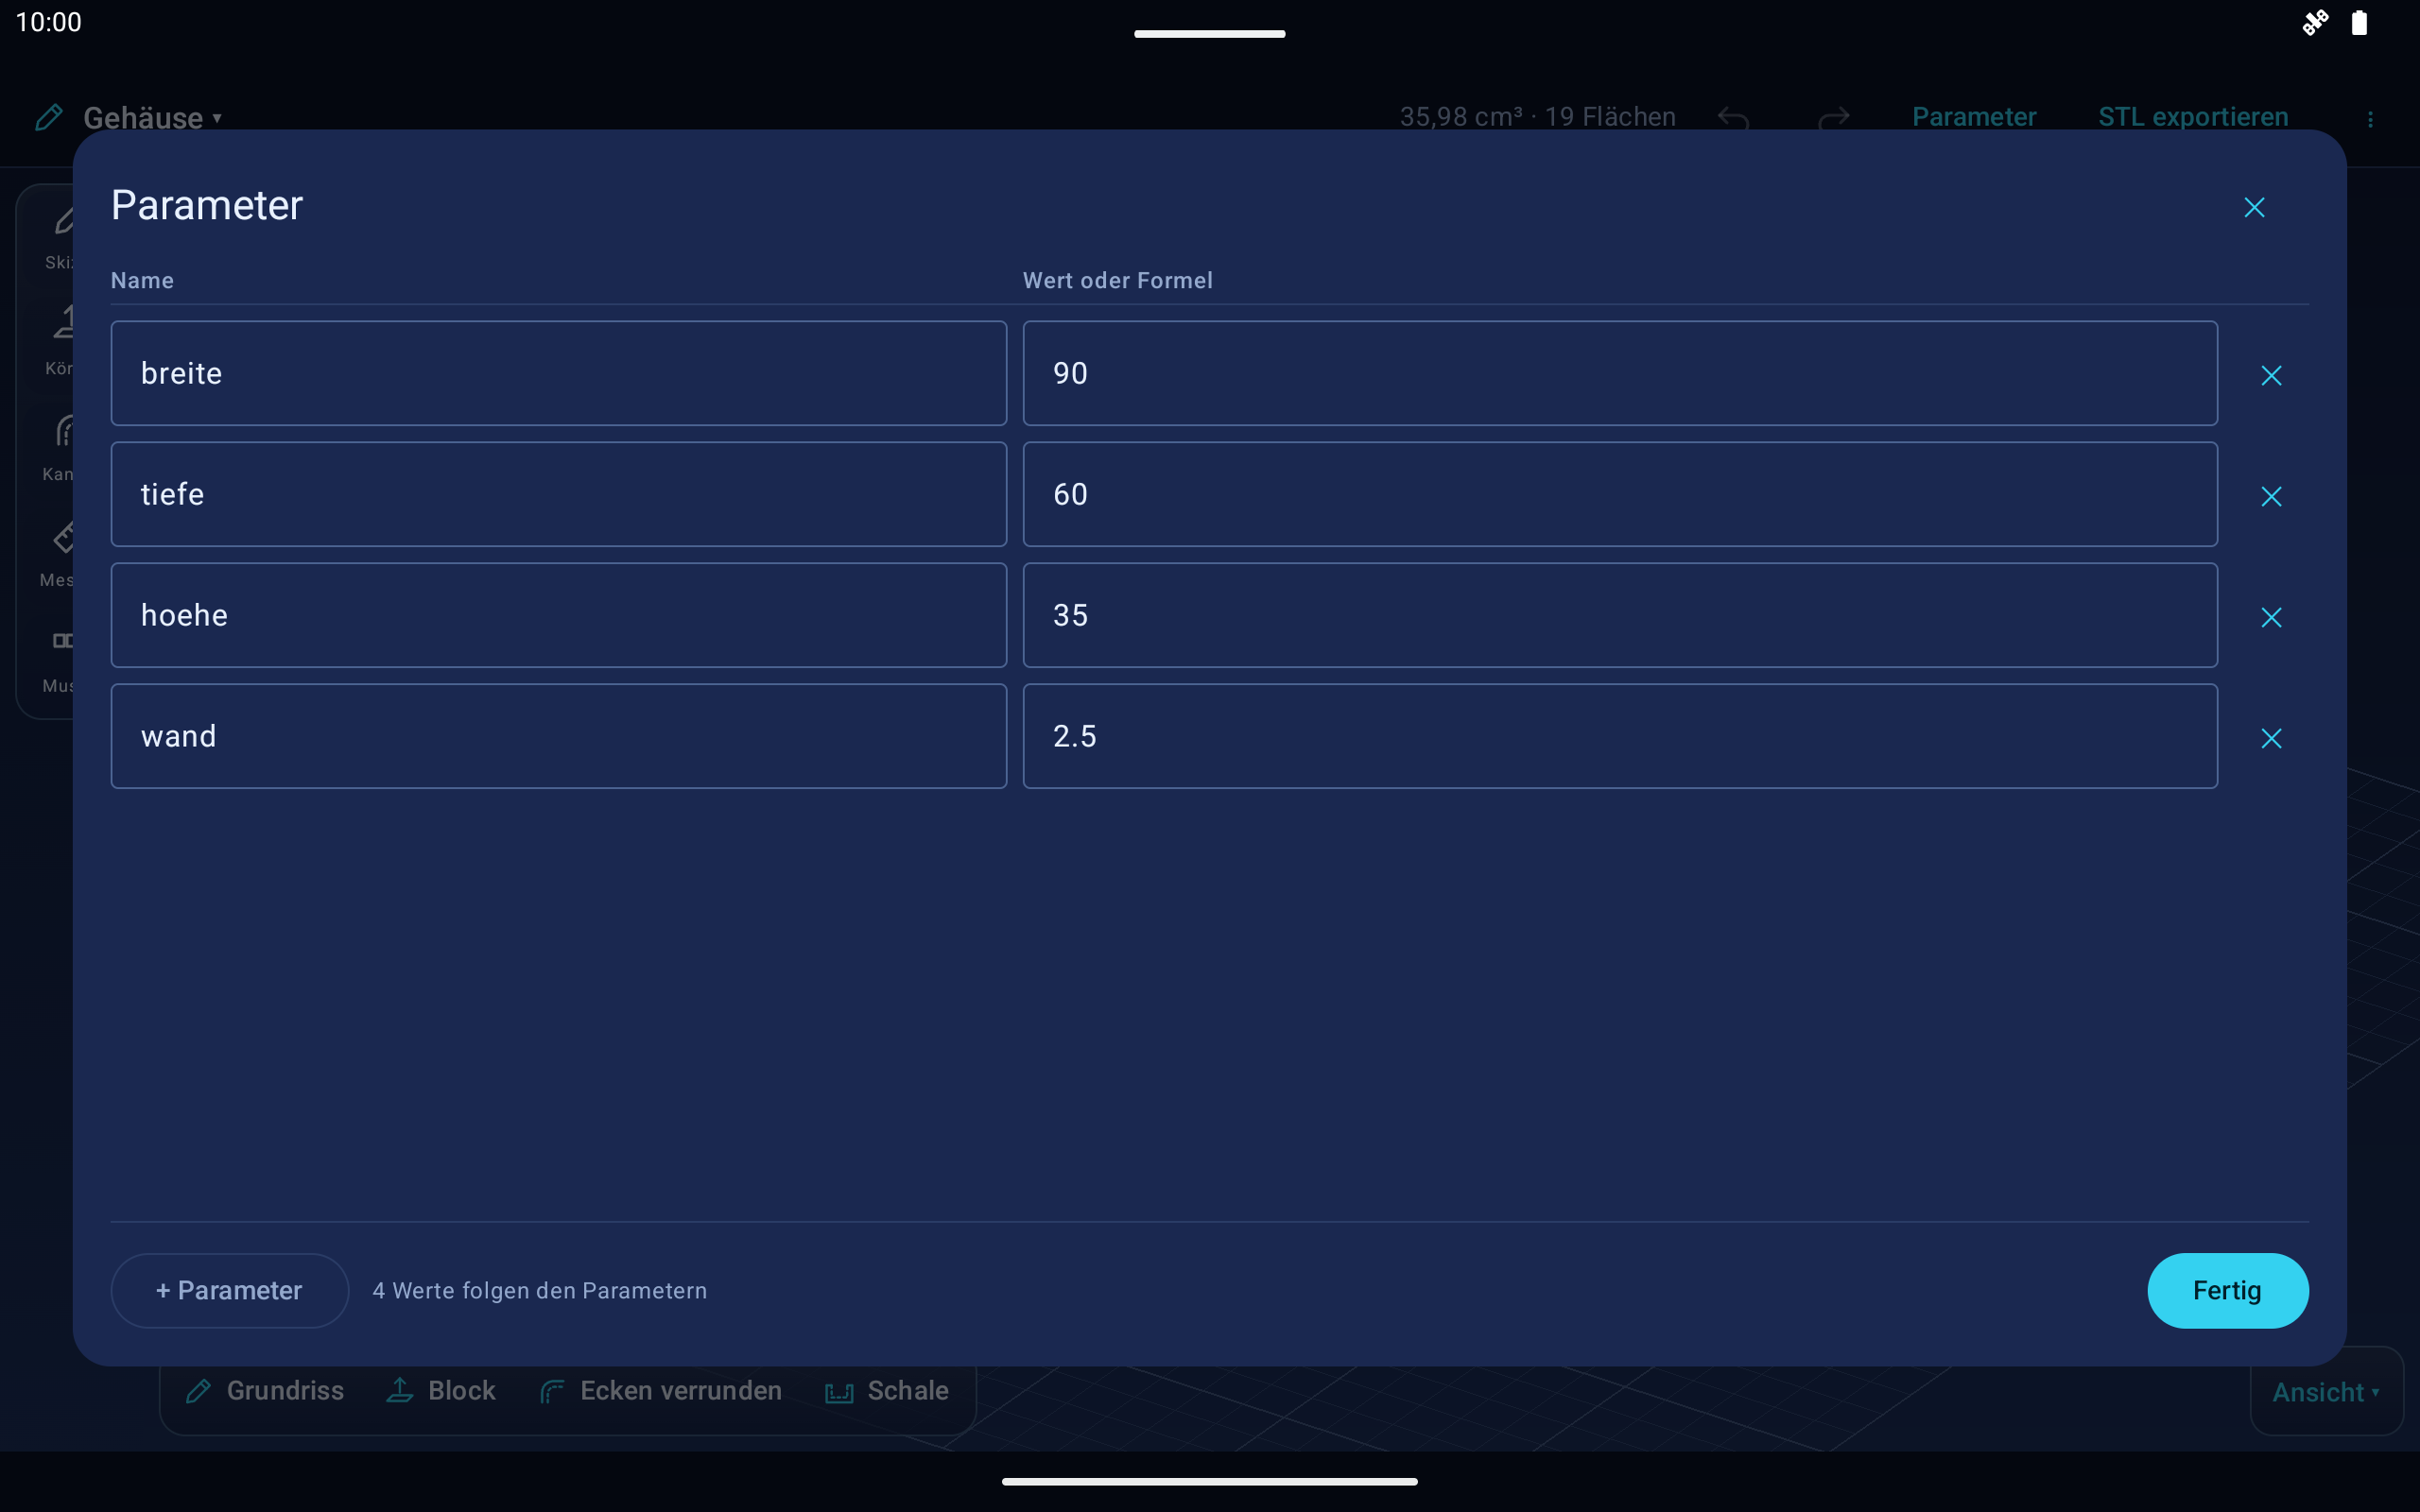 10:00
Gehäuse ▾
35,98 cm³ · 19 Flächen
Parameter
STL exportieren
Parameter
Name
Wert oder Formel
breite
90
tiefe
60
hoehe
35
wand
2.5
+ Parameter
4 Werte folgen den Parametern
Fertig
Grundriss
Block
Ecken verrunden
Schale
Ansicht ▾